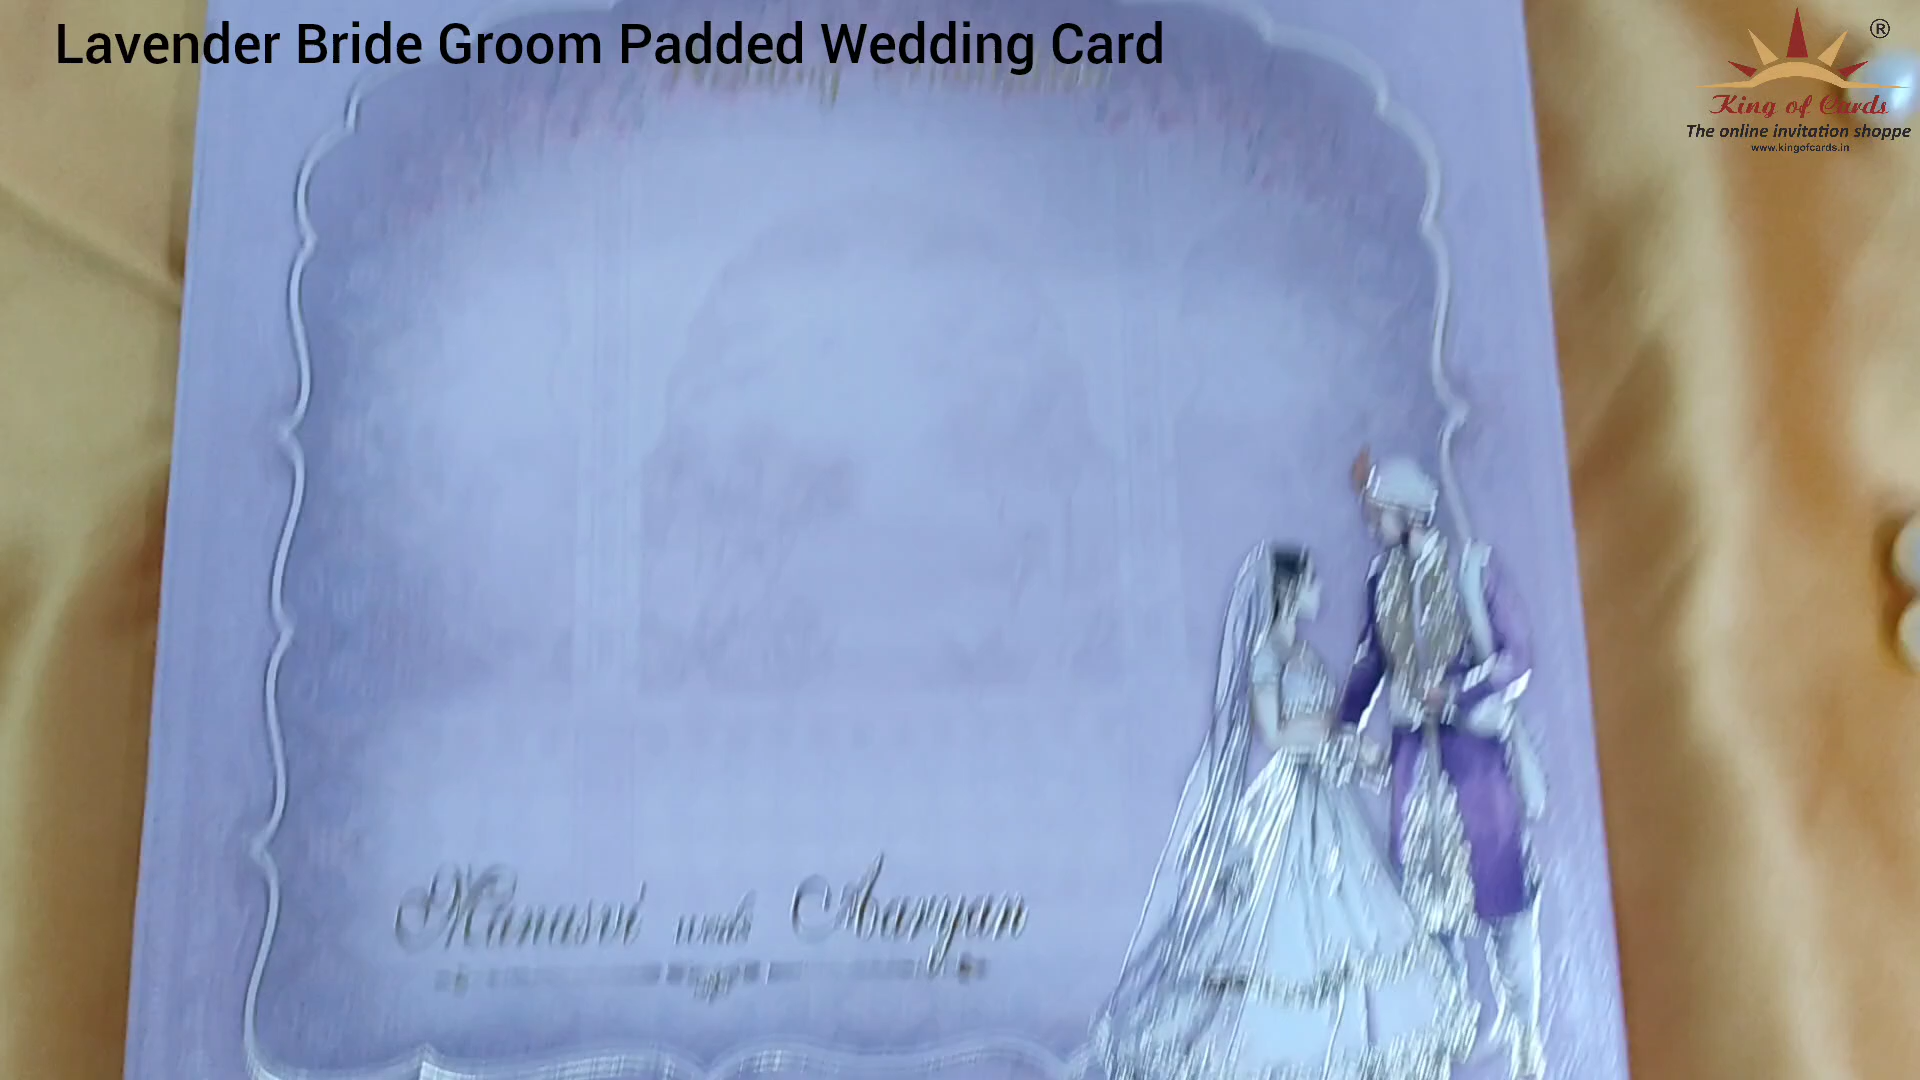 Lavender Bride Groom Padded Wedding Card
®
King of Cards
The online invitation shoppe
www.kingofcards.in
Wedding
Manasvi weds Aaryan